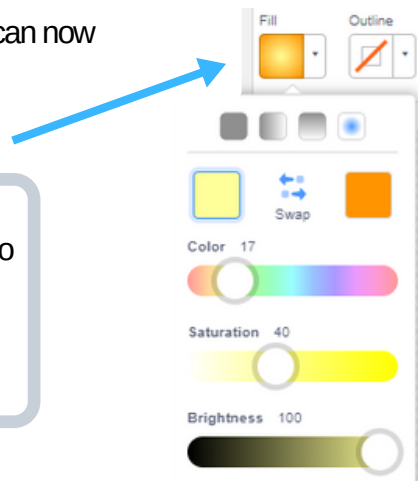 can now
Fill Outline
o
Swap
Color 17
Saturation 40
Brightness 100